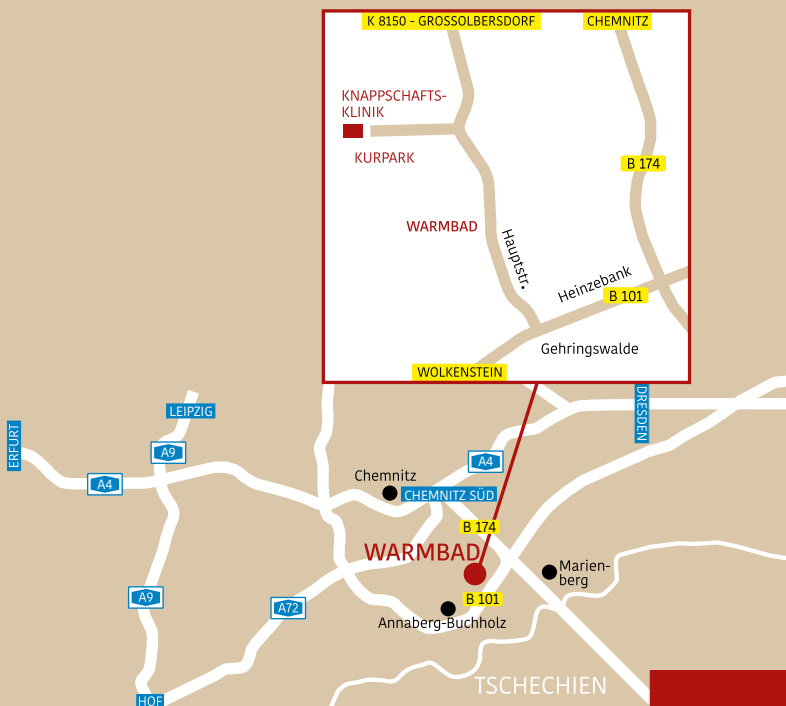 K 8150 - GROSSOLBERSDORF
CHEMNITZ
KNAPPSCHAFTS-
KLINIK
KURPARK
B 174
WARMBAD
Hauptstr.
Heinzebank
B 101
Gehringswalde
WOLKENSTEIN
LEIPZIG
DRESDEN
ERFURT
A9
A4
A4
Chemnitz
CHEMNITZ SÜD
B 174
WARMBAD
Marien-
berg
A9
A72
B 101
Annaberg-Buchholz
TSCHECHIEN
HOF